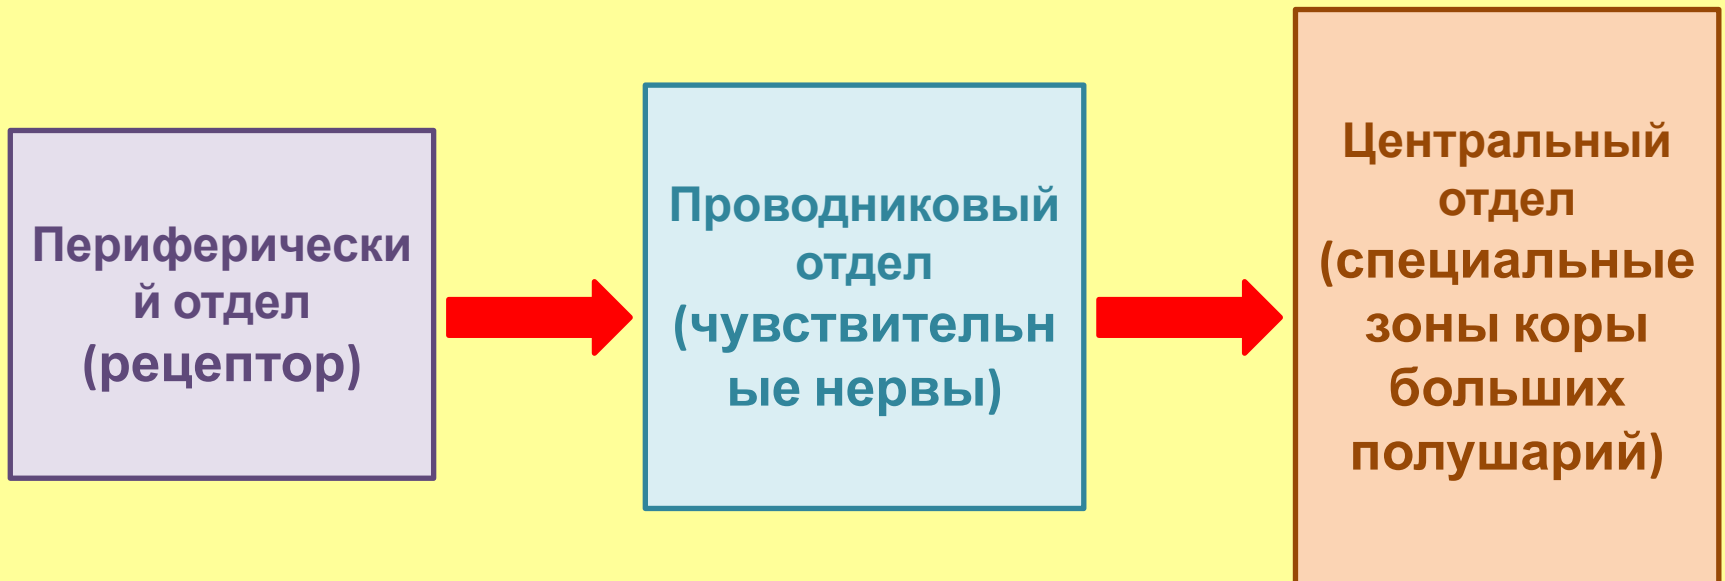 Периферически
й отдел
(рецептор)
Проводниковый
отдел
(чувствительн
ые нервы)
Центральный
отдел
(специальные
зоны коры
больших
полушарий)